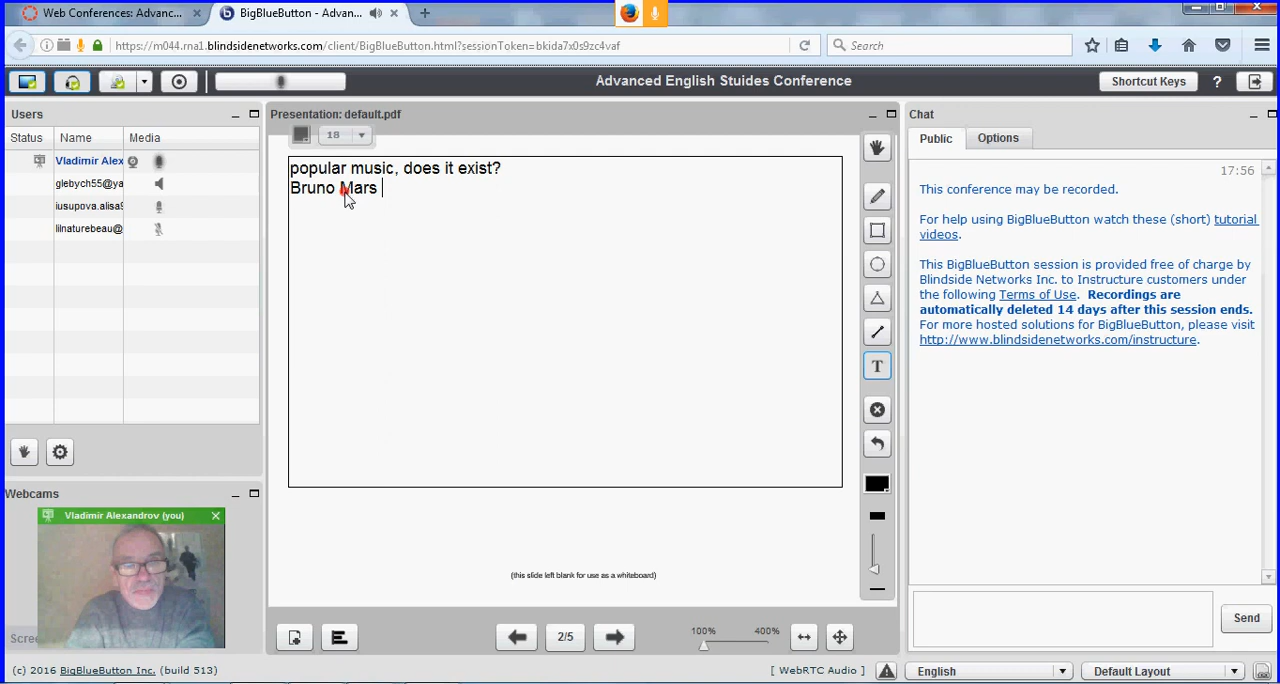 Web Conferences: Advanc...
BigBlueButton - Advan...
https://m044.rna1.blindsidenetworks.com/client/BigBlueButton.html?sessionToken=bkida7x0s9zc4vaf
Search
Advanced English Stuides Conference
Shortcut Keys
?
Users
Status
Name
Media
Vladimir Alex
glebych55@ya
iusupova.alisa9
lilnaturebeau@
Webcams
Vladimir Alexandrov (you)
Scree
Presentation: default.pdf
18
popular music, does it exist?
Bruno Mars
T
(this slide left blank for use as a whiteboard)
2/5
100%
400%
Chat
Public
Options
17:56
This conference may be recorded.
For help using BigBlueButton watch these (short) tutorial
videos.
This BigBlueButton session is provided free of charge by
Blindside Networks Inc. to Instructure customers under
the following Terms of Use. Recordings are
automatically deleted 14 days after this session ends.
For more hosted solutions for BigBlueButton, please visit
http://www.blindsidenetworks.com/instructure.
Send
(c) 2016 BigBlueButton Inc. (build 513)
[ WebRTC Audio ]
English
Default Layout